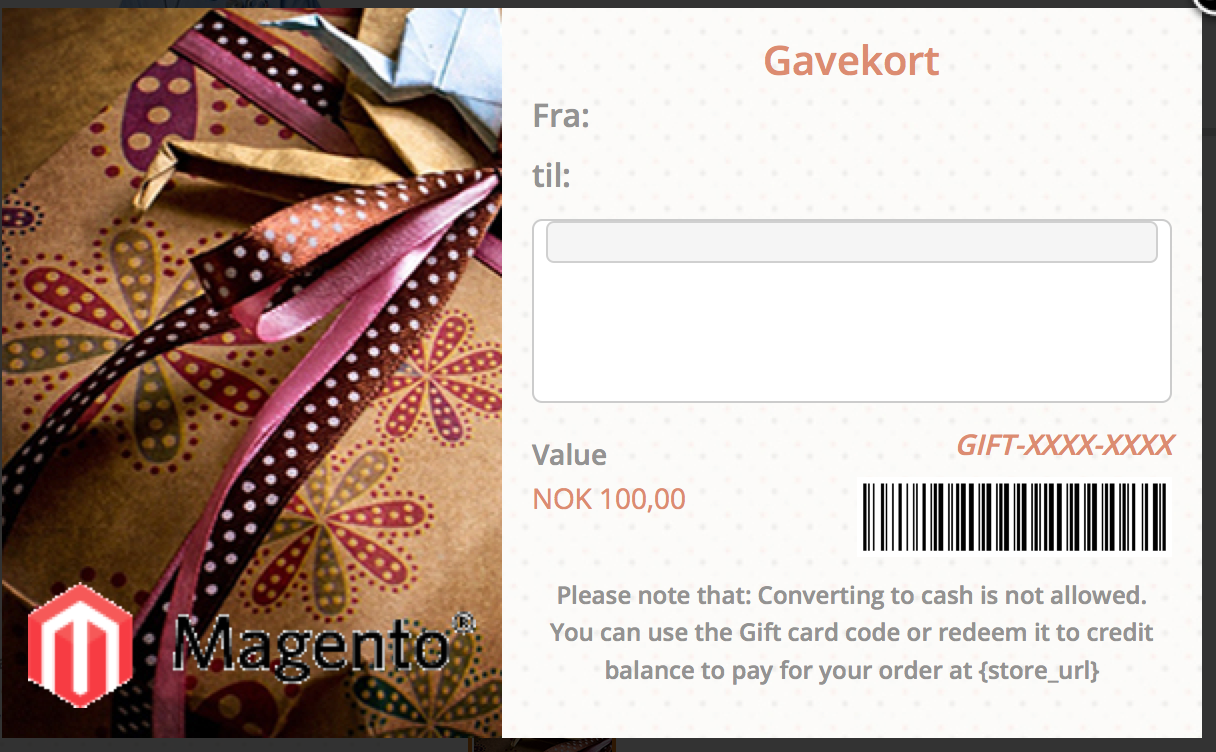 Gavekort
Fra:
til:
Value
GIFT-XXXX-XXXX
NOK 100,00
Please note that: Converting to cash is not allowed.
You can use the Gift card code or redeem it to credit
balance to pay for your order at {store_url}
Magento®